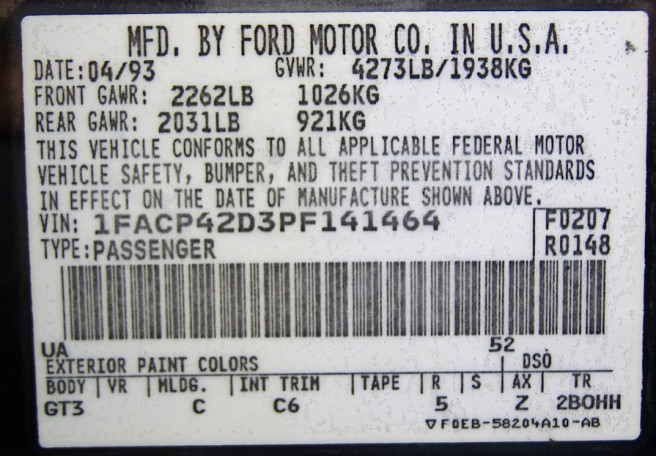 MFD. BY FORD MOTOR CO. IN U.S.A.
DATE: 04/93 GVWR: 4273LB/1938KG
FRONT GAWR: 2262LB 1026KG
REAR GAWR: 2031LB 921KG
THIS VEHICLE CONFORMS TO ALL APPLICABLE FEDERAL MOTOR
VEHICLE SAFETY, BUMPER, AND THEFT PREVENTION STANDARDS
IN EFFECT ON THE DATE OF MANUFACTURE SHOWN ABOVE.
VIN: 1FACP42D3PF141464 F0207
TYPE: PASSENGER R0148
UA 52
EXTERIOR PAINT COLORS DSO
BODY VR MLDG. INT TRIM TAPE R S AX TR
GT3 C C6 5 Z 2B0HH
▽F0EB-58204A10-AB